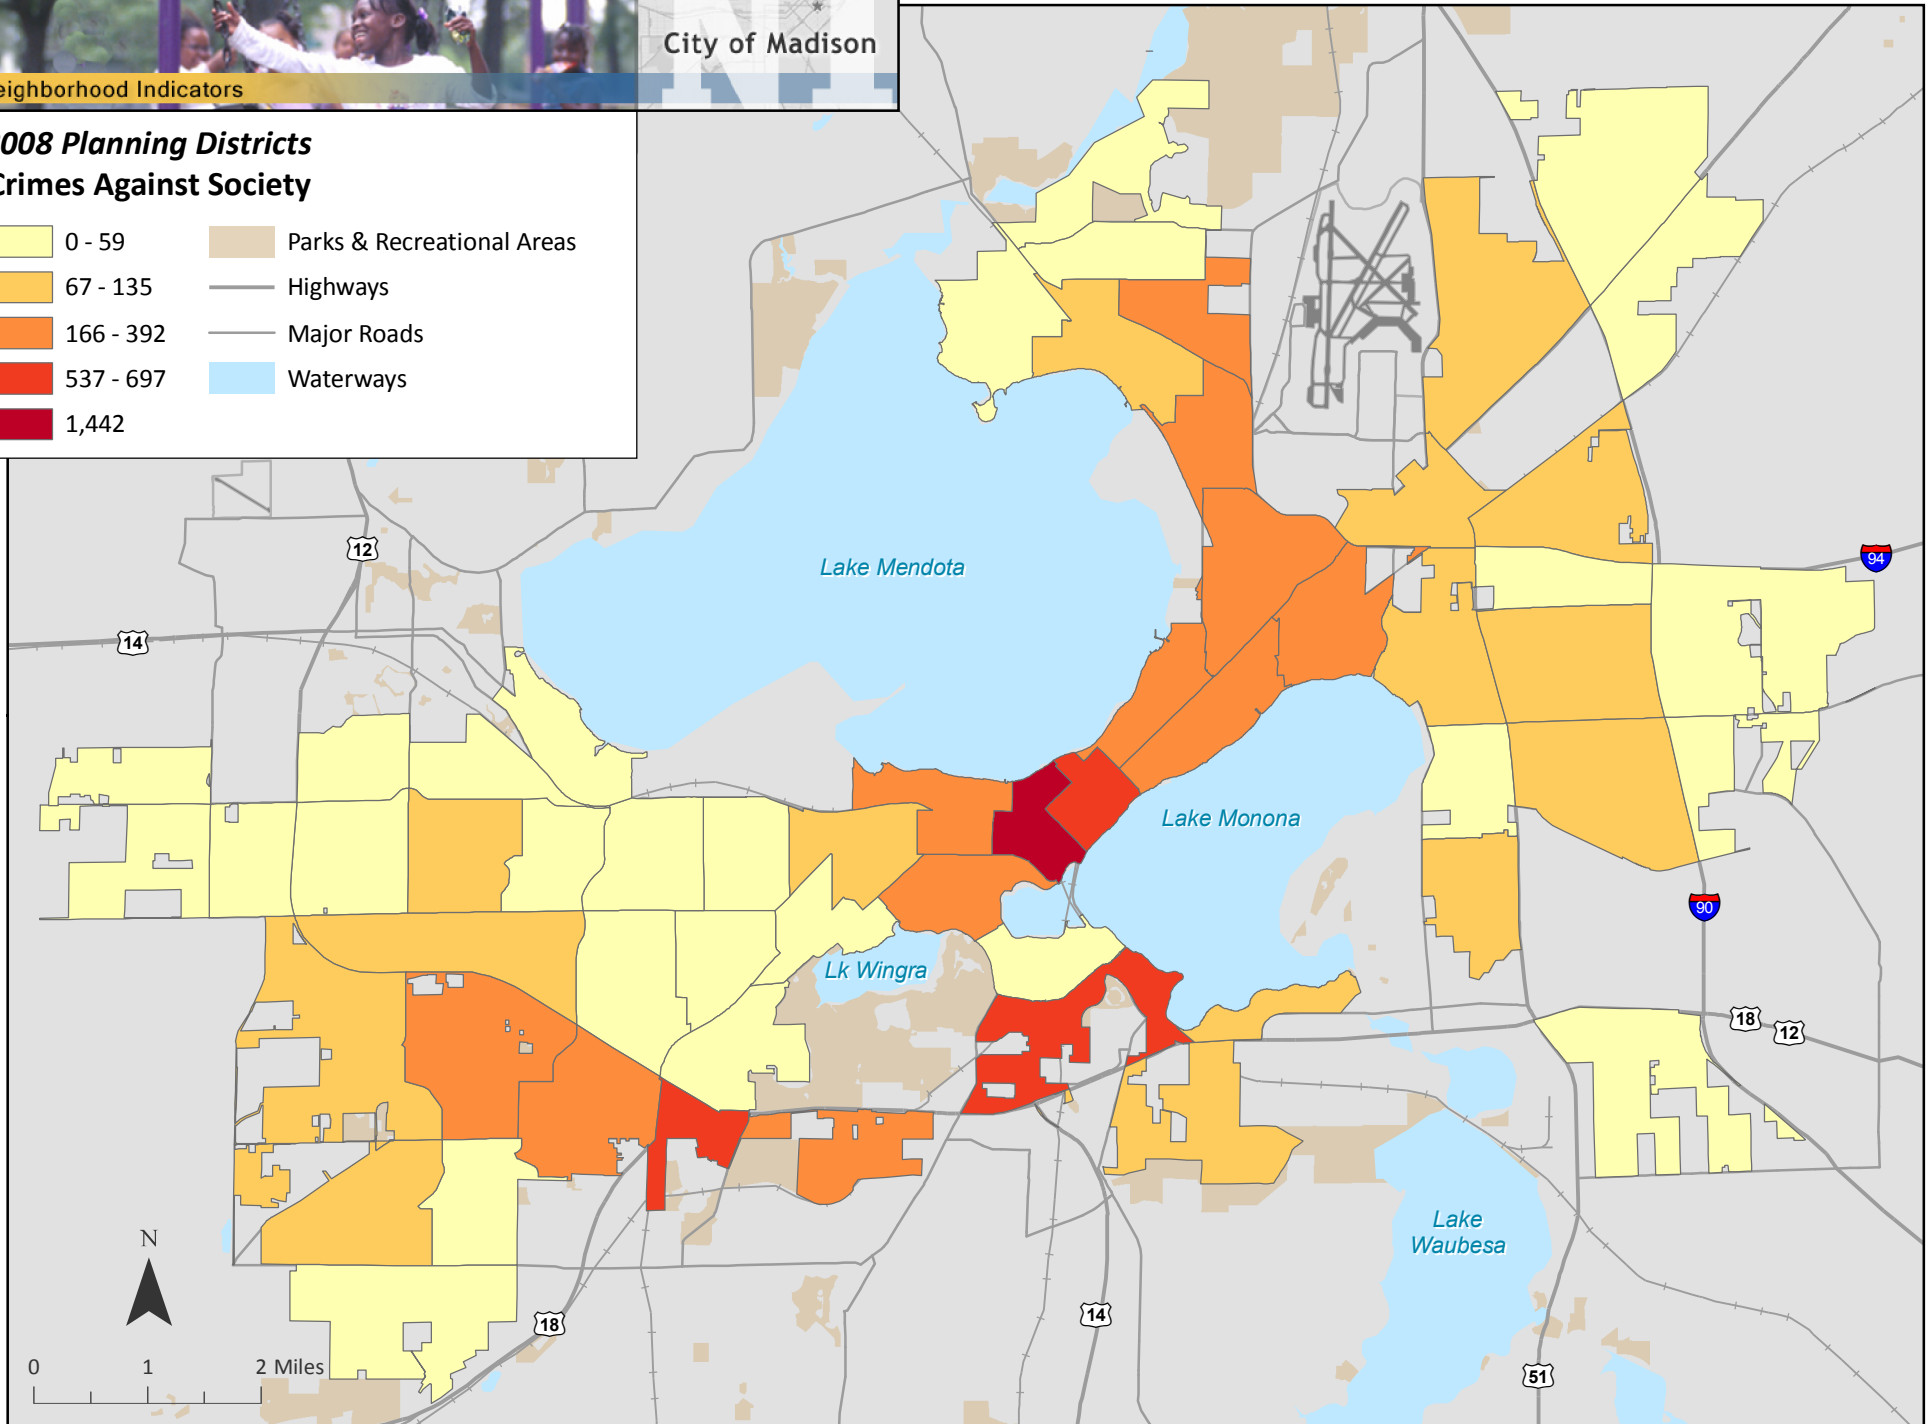 City of Madison
eighborhood Indicators
008 Planning Districts
Crimes Against Society
0 - 59
67 - 135
166 - 392
537 - 697
1,442
Parks & Recreational Areas
Highways
Major Roads
Waterways
12
14
94
Lake Mendota
Lake Monona
90
Lk Wingra
18
12
Lake
Waubesa
N
18
14
51
0 1 2 Miles